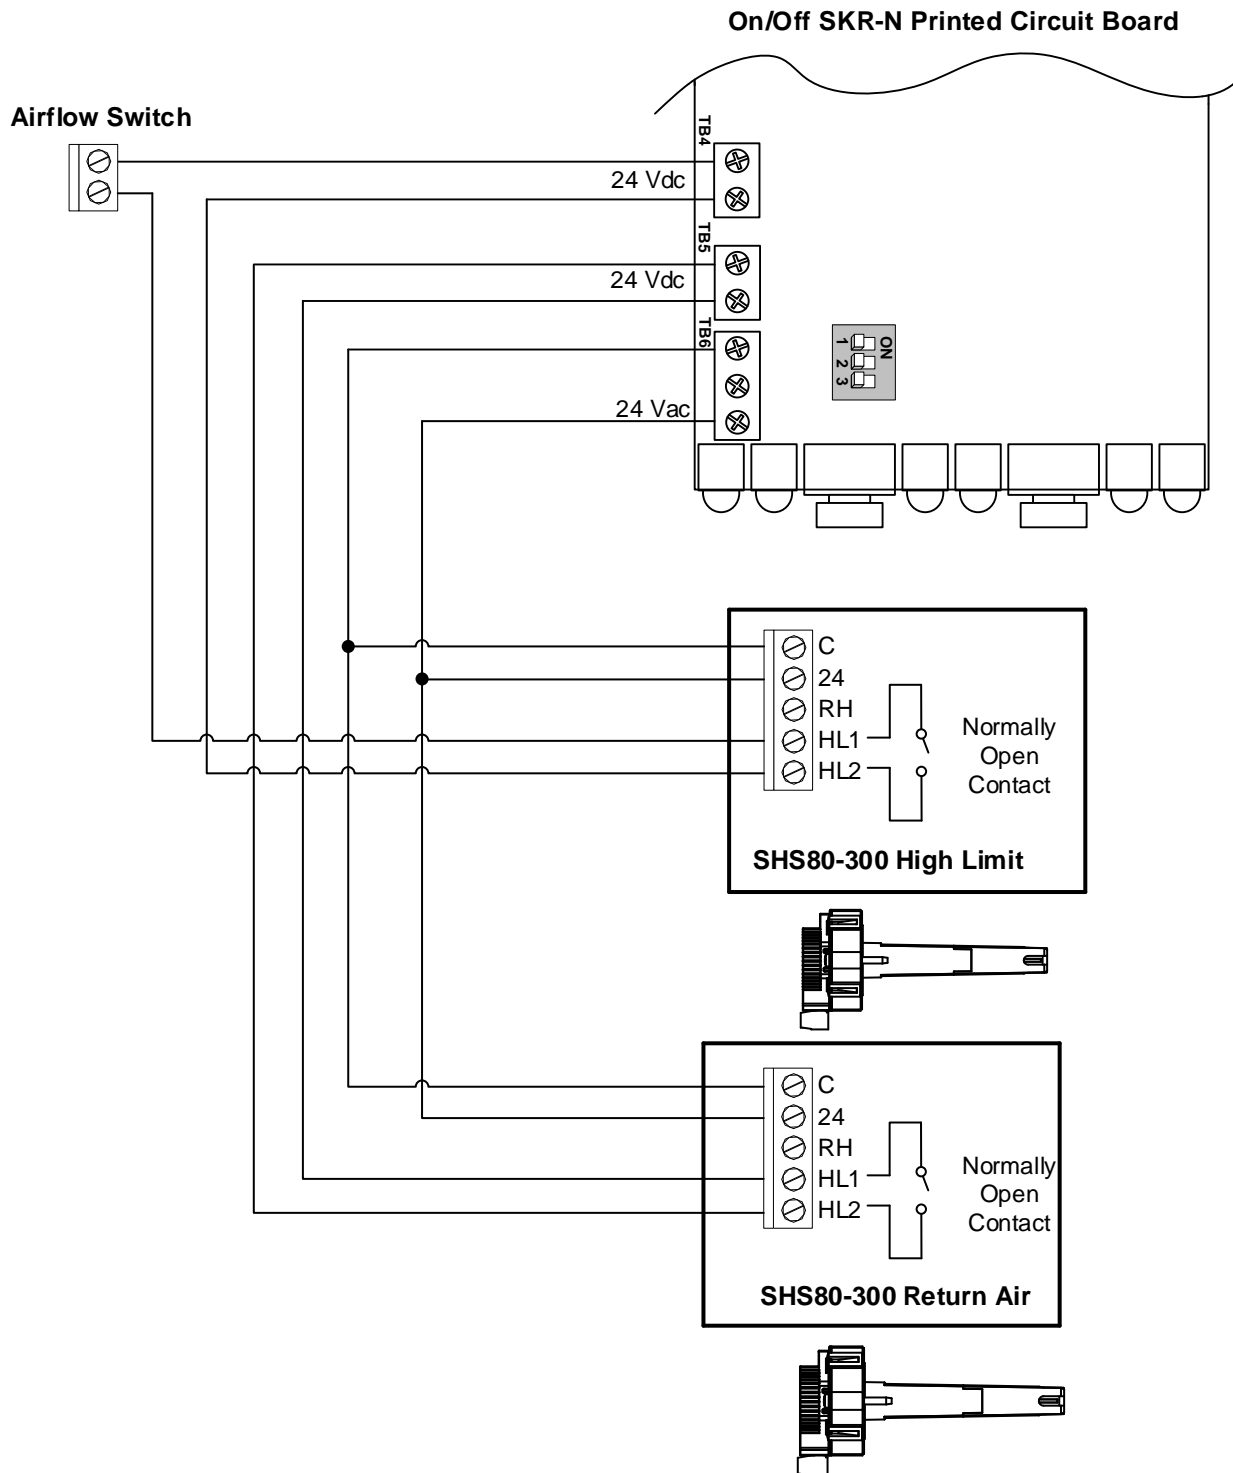 On/Off SKR-N Printed Circuit Board
Airflow Switch
TB4
24 Vdc
TB5
24 Vdc
TB6
24 Vac
ON
1
2
3
C
24
RH
HL1
HL2
Normally
Open
Contact
SHS80-300 High Limit
C
24
RH
HL1
HL2
Normally
Open
Contact
SHS80-300 Return Air